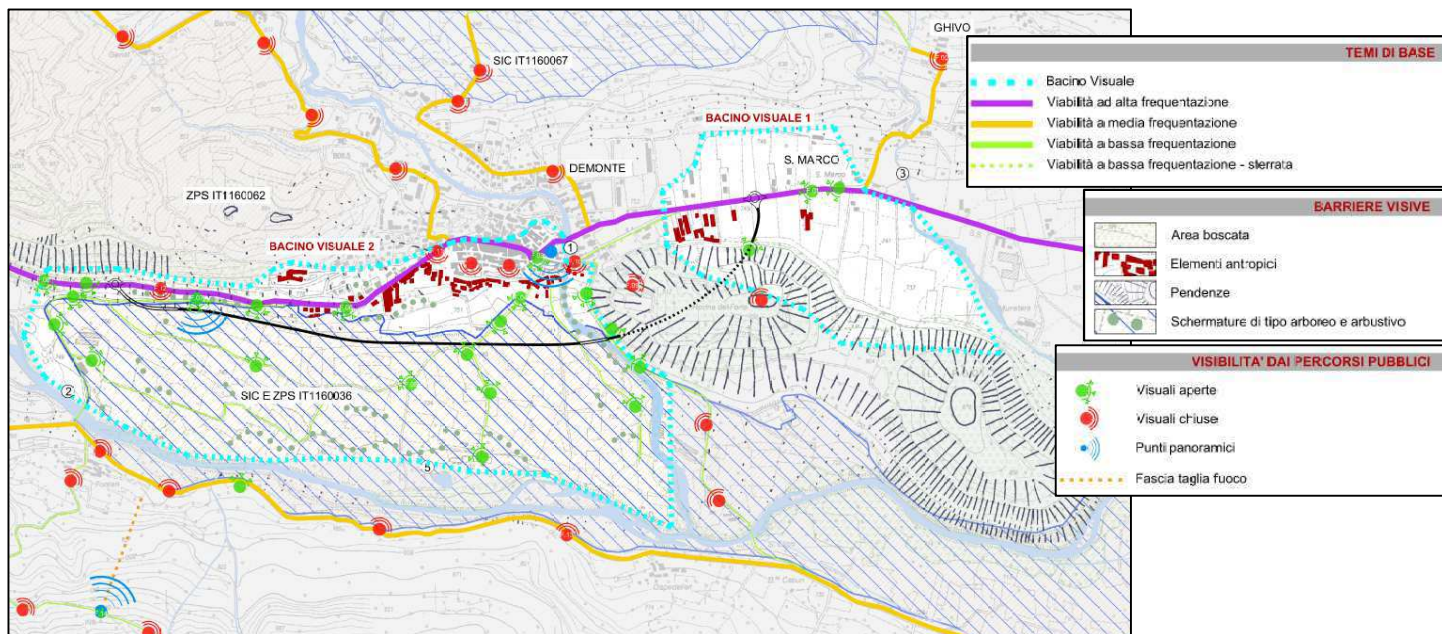 GHIVO
SIC IT1160067
BACINO VISUALE 1
S. MARCO
S. Marco
DEMONTE
3
ZPS IT1160062
BACINO VISUALE 2
1
2
SIC E ZPS IT1160036
5
TEMI DI BASE
Bacino Visuale
Viabilità ad alta frequentazione
Viabilità a media frequentazione
Viabilità a bassa frequentazione
Viabilità a bassa frequentazione - sterrata
BARRIERE VISIVE
Area boscata
Elementi antropici
Pendenze
Schermature di tipo arboreo e arbustivo
VISIBILITA' DAI PERCORSI PUBBLICI
Visuali aperte
Visuali chiuse
Punti panoramici
Fascia taglia fuoco